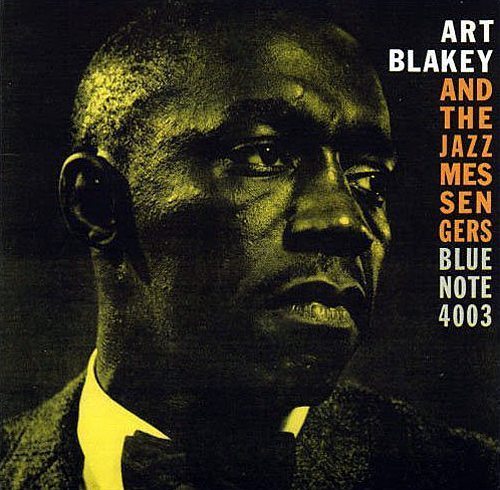 ART
BLAKEY
AND
THE
JAZZ
MES
SEN
GERS
BLUE
NOTE
4003